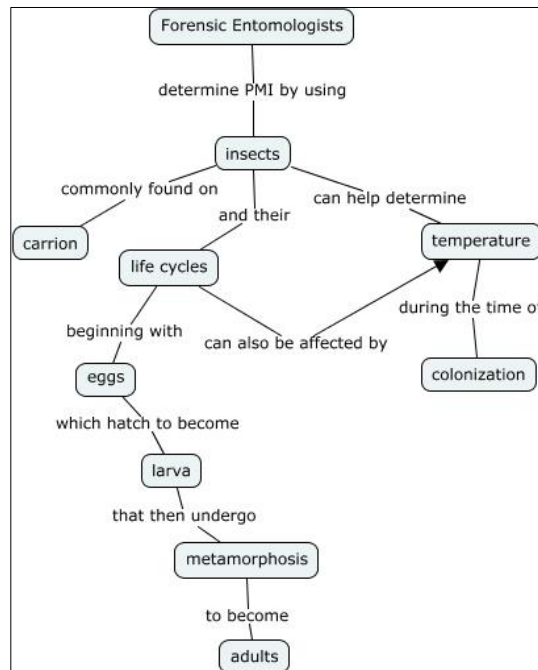 Forensic Entomologists
determine PMI by using
insects
commonly found on
and their
can help determine
carrion
life cycles
temperature
beginning with
can also be affected by
during the time of
eggs
colonization
which hatch to become
larva
that then undergo
metamorphosis
to become
adults